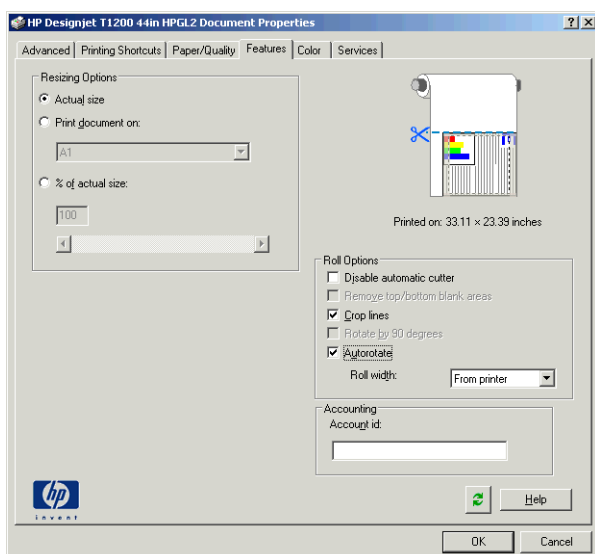 HP Designjet T1200 44in HPGL2 Document Properties
Advanced
Printing Shortcuts
Paper/Quality
Features
Color
Services
Resizing Options
Actual size
Print document on:
A1
% of actual size:
100
Printed on: 33.11 × 23.39 inches
Roll Options
Disable automatic cutter
Remove top/bottom blank areas
Crop lines
Rotate by 90 degrees
Autorotate
Roll width:
From printer
Accounting
Account id:
hp
invent
Help
OK
Cancel